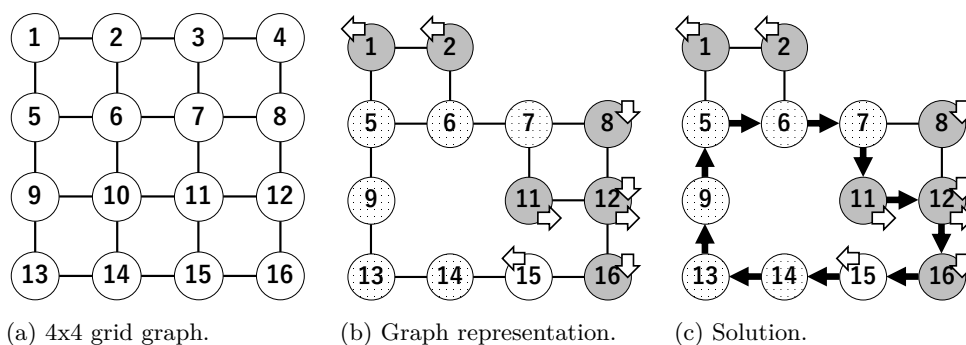 1 2 3 4 1 2 1 2
5 6 7 8 5 6 7 8 5 6 7 8
9 10 11 12 9 11 12 9 11 12
13 14 15 16 13 14 15 16 13 14 15 16
(a) 4x4 grid graph. (b) Graph representation. (c) Solution.